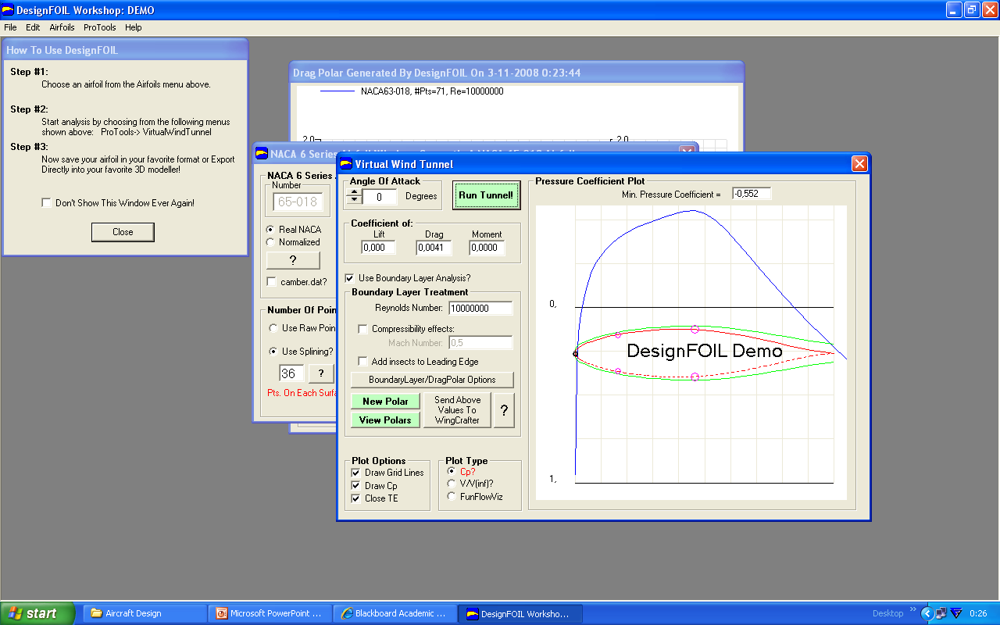 DesignFOIL Workshop: DEMO
File Edit Airfoils ProTools Help
How To Use DesignFOIL
Step #1:
Choose an airfoil from the Airfoils menu above.
Step #2:
Start analysis by choosing from the following menus
shown above: ProTools-> VirtualWindTunnel
Step #3:
Now save your airfoil in your favorite format or Export
Directly into your favorite 3D modeller!
Don't Show This Window Ever Again!
Close
Drag Polar Generated By DesignFOIL On 3-11-2008 0:23:44
NACA63-018, #Pts=71, Re=10000000
2.0 2.0
NACA 6 Series
NACA 6 Series
Number
65-018
Real NACA
Normalized
?
camber.dat?
Number Of Poin
Use Raw Poin
Use Splining?
36 ?
Pts. On Each Surfa
Virtual Wind Tunnel
Angle Of Attack
0 Degrees
Run Tunnel!
Coefficient of:
Lift Drag Moment
0,000 0,0041 0,0000
Use Boundary Layer Analysis?
Boundary Layer Treatment
Reynolds Number: 10000000
Compressibility effects:
Mach Number: 0,5
Add insects to Leading Edge
BoundaryLayer/DragPolar Options
New Polar
View Polars
Send Above
Values To
WingCrafter
?
Plot Options
Draw Grid Lines
Draw Cp
Close TE
Plot Type
Cp?
V/V(inf)?
FunFlowViz
Pressure Coefficient Plot
Min. Pressure Coefficient = -0,552
0,
DesignFOIL Demo
1,
start
Aircraft Design
Microsoft PowerPoint ...
Blackboard Academic ...
DesignFOIL Worksho...
Desktop »
0:26